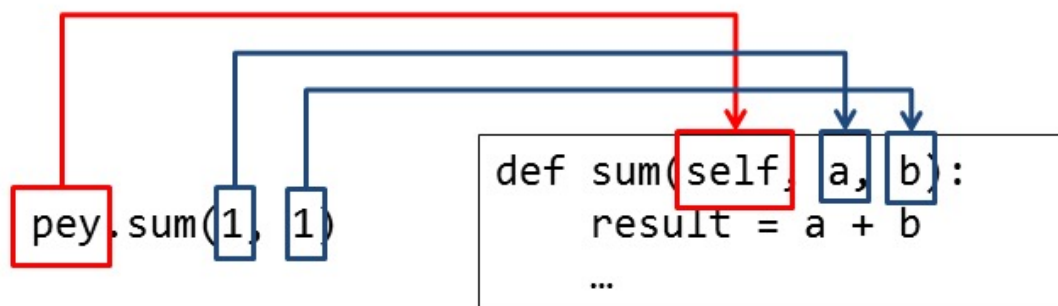 pey.sum(1, 1)
def sum(self, a, b):
    result = a + b
    …